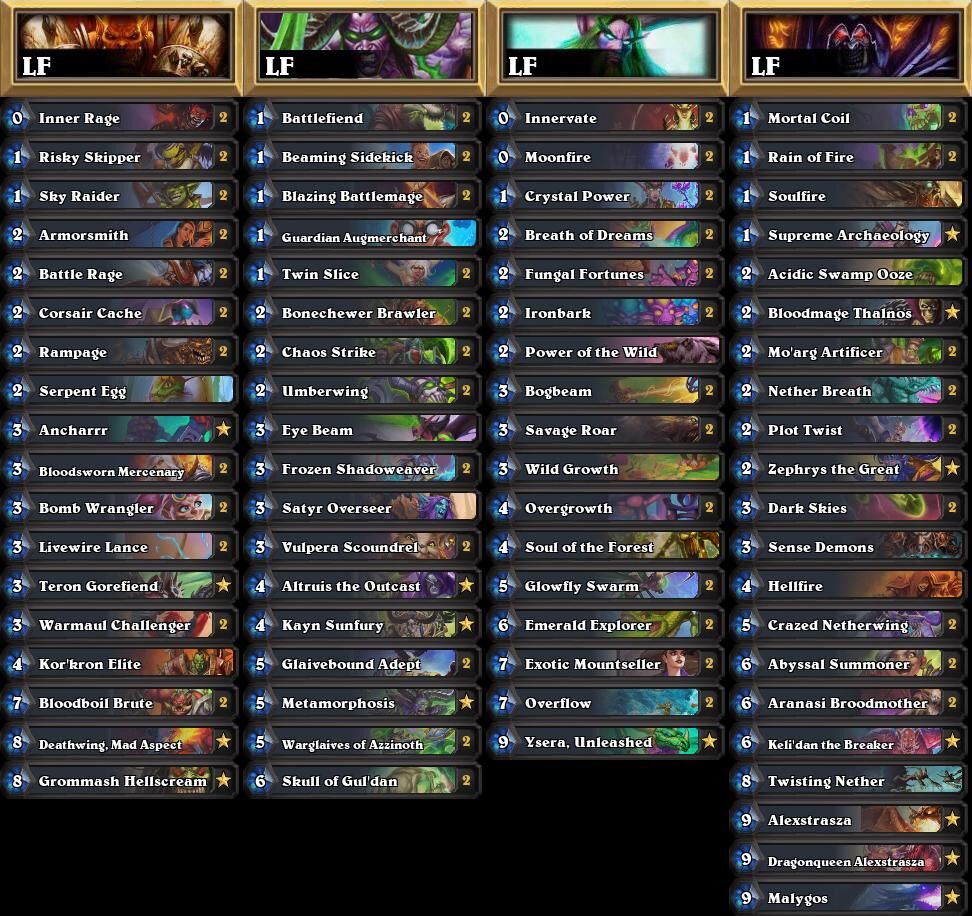 LF
0 Inner Rage 2
1 Risky Skipper 2
1 Sky Raider 2
2 Armorsmith 2
2 Battle Rage 2
2 Corsair Cache 2
2 Rampage 2
2 Serpent Egg
3 Ancharrr
3 Bloodsworn Mercenary 2
3 Bomb Wrangler 2
3 Livewire Lance 2
3 Teron Gorefiend
3 Warmaul Challenger 2
4 Kor'kron Elite
7 Bloodboil Brute 2
8 Deathwing, Mad Aspect
8 Grommash Hellscream
LF
1 Battlefiend 2
1 Beaming Sidekick 2
1 Blazing Battlemage 2
1 Guardian Augmerchant
1 Twin Slice 2
2 Bonechewer Brawler 2
2 Chaos Strike 2
2 Umberwing 2
3 Eye Beam
3 Frozen Shadoweaver 2
3 Satyr Overseer
3 Vulpera Scoundrel 2
4 Altruis the Outcast
4 Kayn Sunfury
5 Glaivebound Adept 2
5 Metamorphosis
5 Warglaives of Azzinoth 2
6 Skull of Gul'dan 2
LF
0 Innervate 2
0 Moonfire 2
1 Crystal Power 2
2 Breath of Dreams 2
2 Fungal Fortunes 2
2 Ironbark 2
2 Power of the Wild
3 Bogbeam 2
3 Savage Roar 2
3 Wild Growth
4 Overgrowth 2
4 Soul of the Forest
5 Glowfly Swarm 2
6 Emerald Explorer 2
7 Exotic Mountseller 2
7 Overflow 2
9 Ysera, Unleashed
LF
1 Mortal Coil 2
1 Rain of Fire 2
1 Soulfire
1 Supreme Archaeology
2 Acidic Swamp Ooze
2 Bloodmage Thalnos
2 Mo'arg Artificer 2
2 Nether Breath 2
2 Plot Twist 2
2 Zephrys the Great
3 Dark Skies 2
3 Sense Demons
4 Hellfire
5 Crazed Netherwing 2
6 Abyssal Summoner 2
6 Aranasi Broodmother 2
6 Keli'dan the Breaker
8 Twisting Nether
9 Alexstrasza
9 Dragonqueen Alexstrasza
9 Malygos